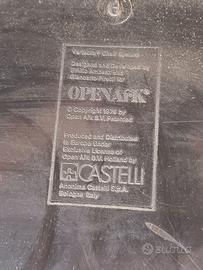 Vertebra® Chair System
Designed and Developed by
Emilio Ambasz and
Giancarlo Piretti for
OPENARK®
© Copyright 1976 by
Open Ark B.V. Patented
Produced and Distributed
in Europe Under
Exclusive License of
Open Ark B.V. Holland by
CASTELLI
Anonima Castelli S.p.A.
Bologna Italy
subito